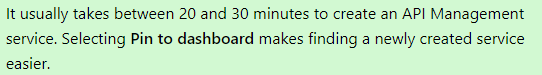 It usually takes between 20 and 30 minutes to create an API Management
service. Selecting Pin to dashboard makes finding a newly created service
easier.